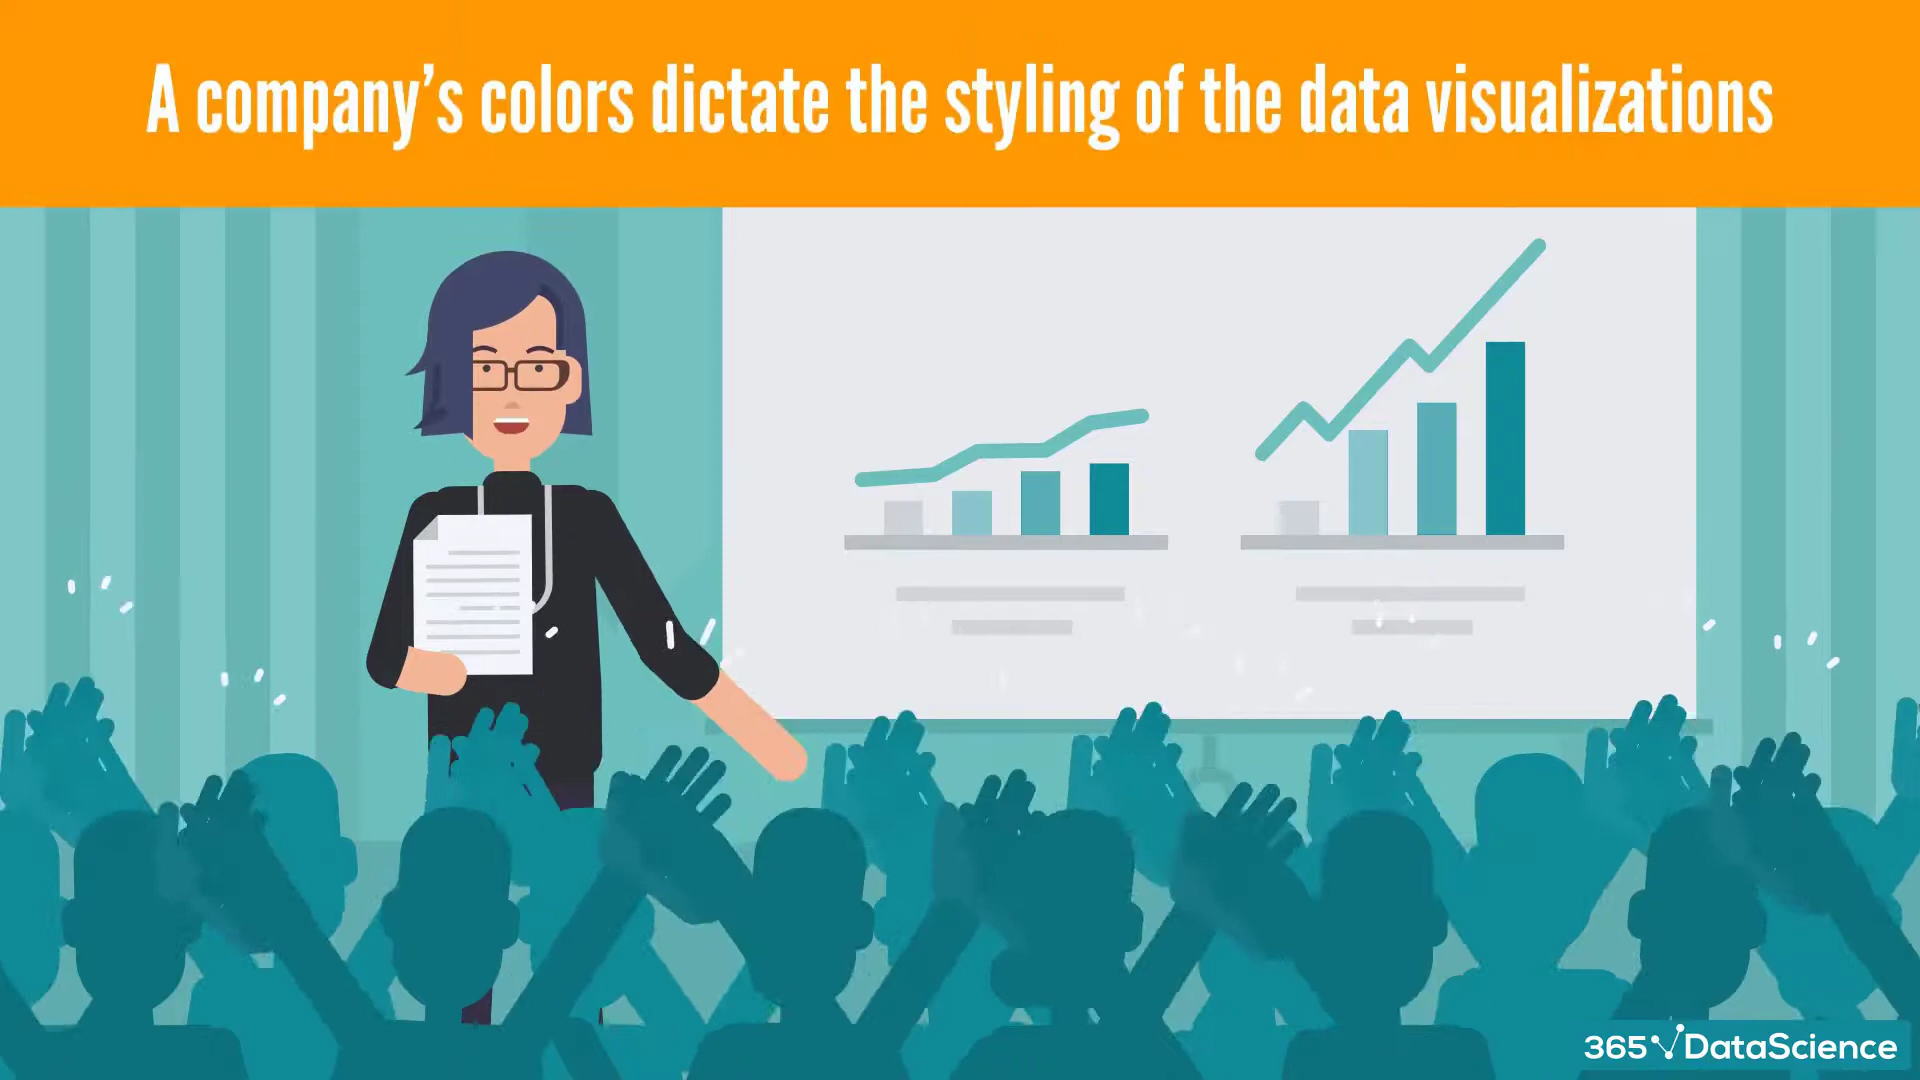 A company’s colors dictate the styling of the data visualizations
365 DataScience